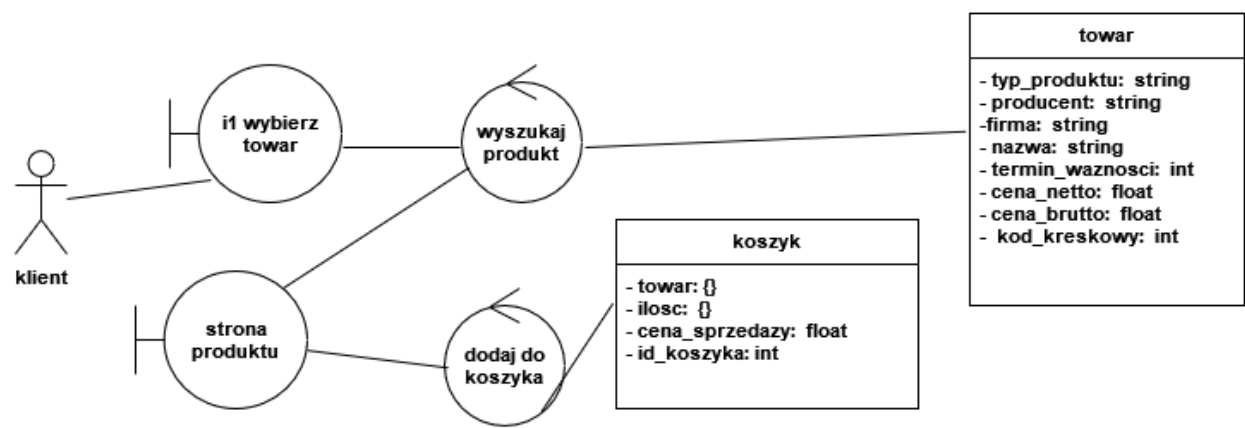 klient
i1 wybierz
towar
wyszukaj
produkt
towar
- typ_produktu: string
- producent: string
-firma: string
- nazwa: string
- termin_waznosci: int
- cena_netto: float
- cena_brutto: float
- kod_kreskowy: int
strona
produktu
dodaj do
koszyka
koszyk
- towar: {}
- ilosc: {}
- cena_sprzedazy: float
- id_koszyka: int